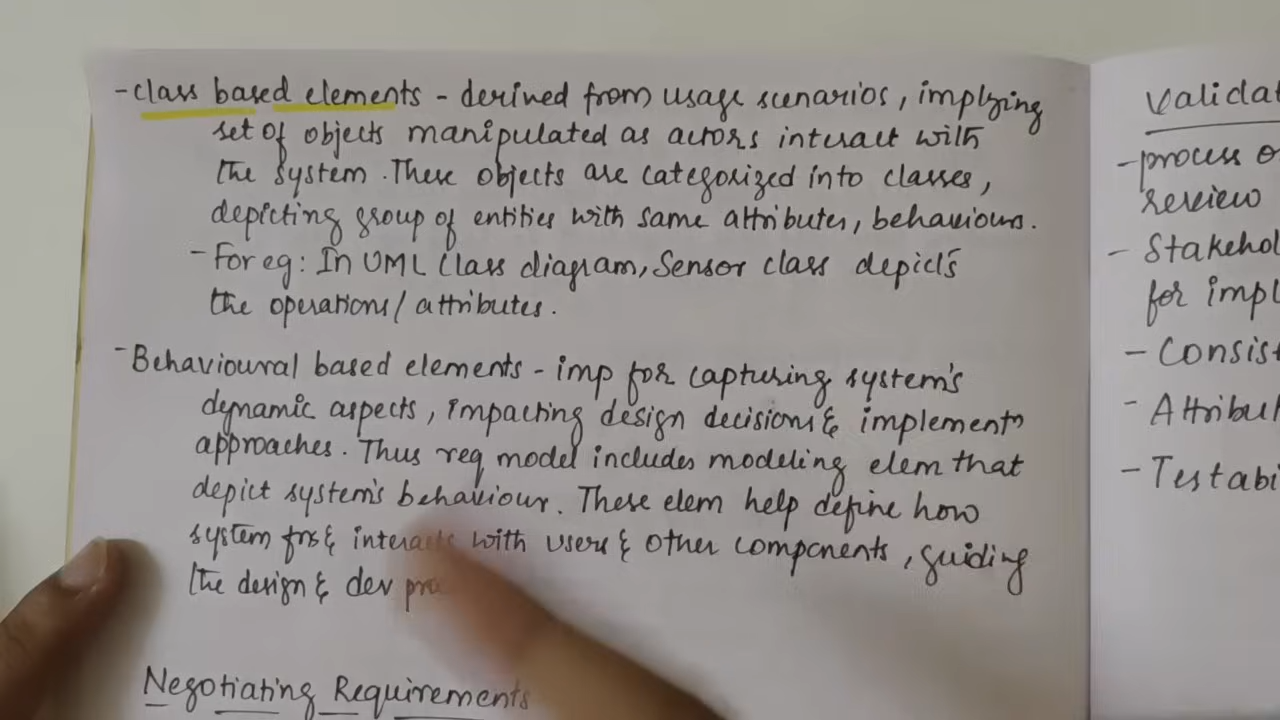 - class based elements - derived from usage scenarios, implying
set of objects manipulated as actors interact with
the system. These objects are categorized into classes,
depicting group of entities with same attributes, behaviours.
- For eg: In UML class diagram, Sensor class depicts
the operations/attributes.
- Behavioural based elements - imp for capturing system's
dynamic aspects, impacting design decisions & implementn
approaches. Thus req model includes modeling elem that
depict system's behaviour. These elem help define how
system fns & interacts with users & other components, guiding
the design & dev
Negotiating Requirements
Validat
- process o
review
- Stakehol
for impl
- Consist
- Attribut
- Testabi